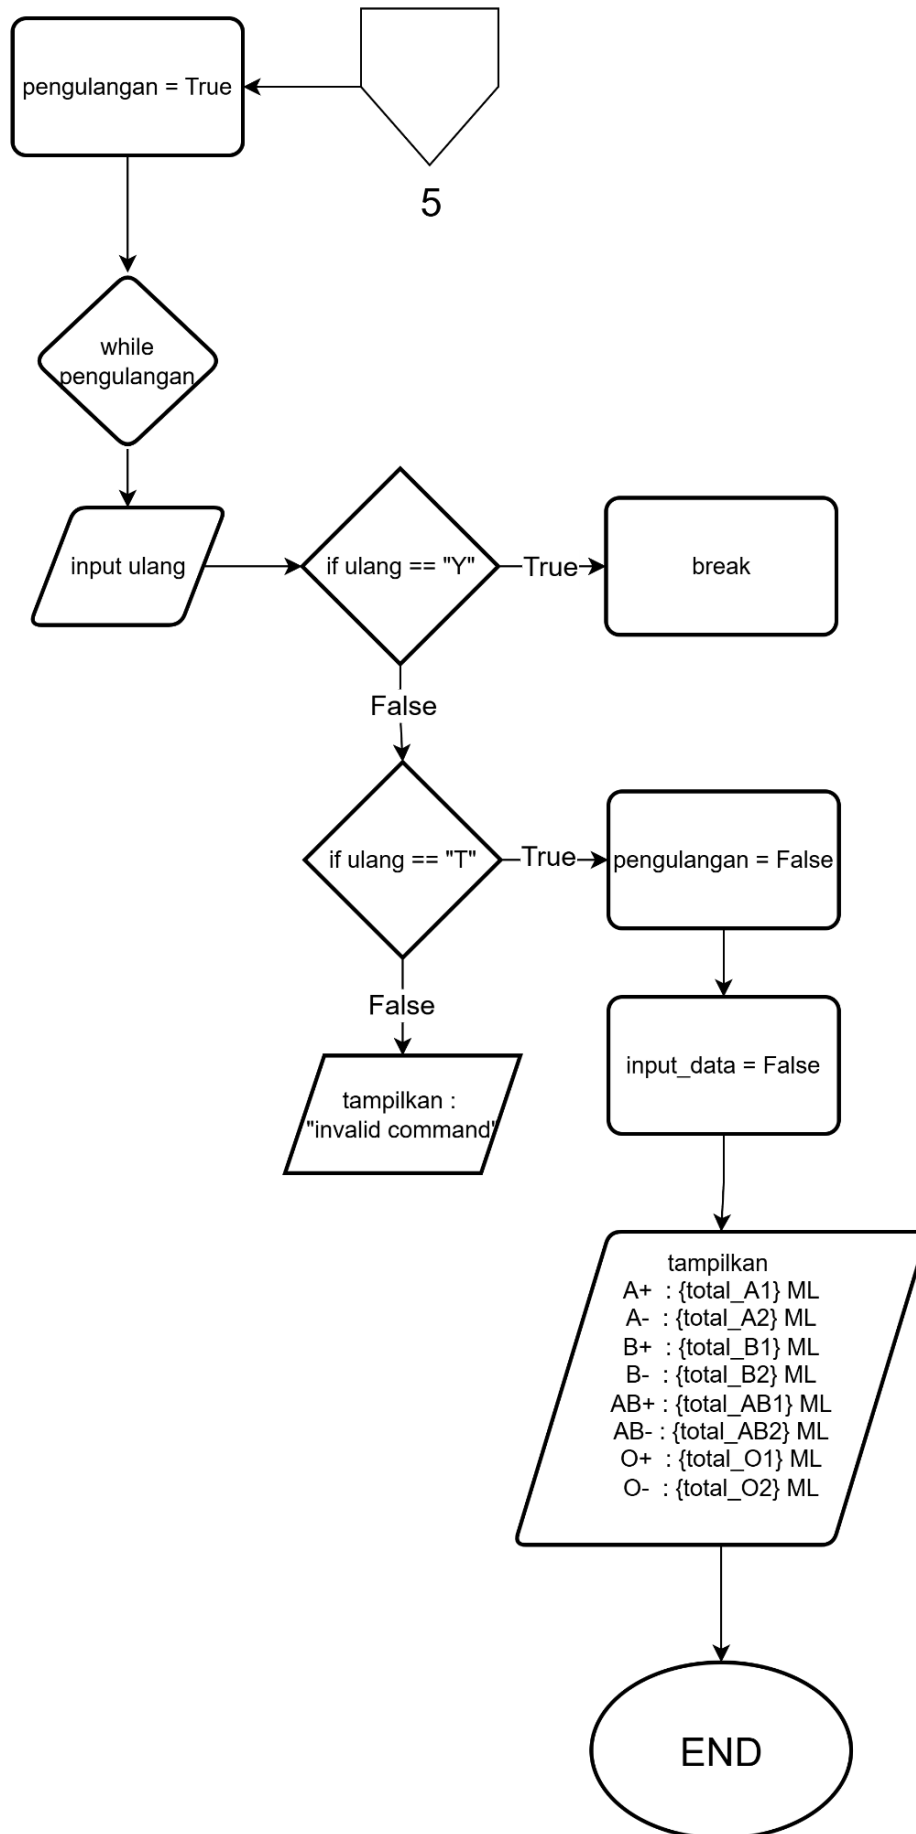 pengulangan = True
5
while
pengulangan
input ulang
if ulang == "Y"
True
break
False
if ulang == "T"
True
pengulangan = False
False
input_data = False
tampilkan :
"invalid command"
tampilkan
A+ : {total_A1} ML
A- : {total_A2} ML
B+ : {total_B1} ML
B- : {total_B2} ML
AB+ : {total_AB1} ML
AB- : {total_AB2} ML
O+ : {total_O1} ML
O- : {total_O2} ML
END